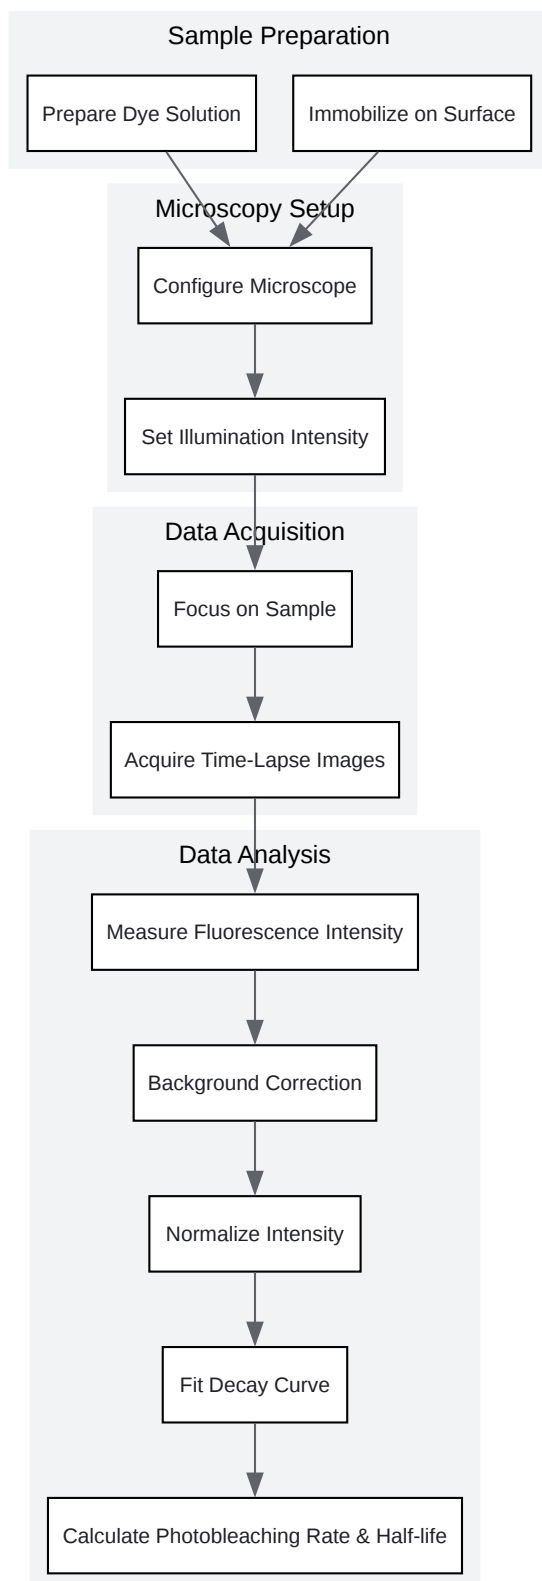 Sample Preparation
Prepare Dye Solution
Immobilize on Surface
Microscopy Setup
Configure Microscope
Set Illumination Intensity
Data Acquisition
Focus on Sample
Acquire Time-Lapse Images
Data Analysis
Measure Fluorescence Intensity
Background Correction
Normalize Intensity
Fit Decay Curve
Calculate Photobleaching Rate & Half-life